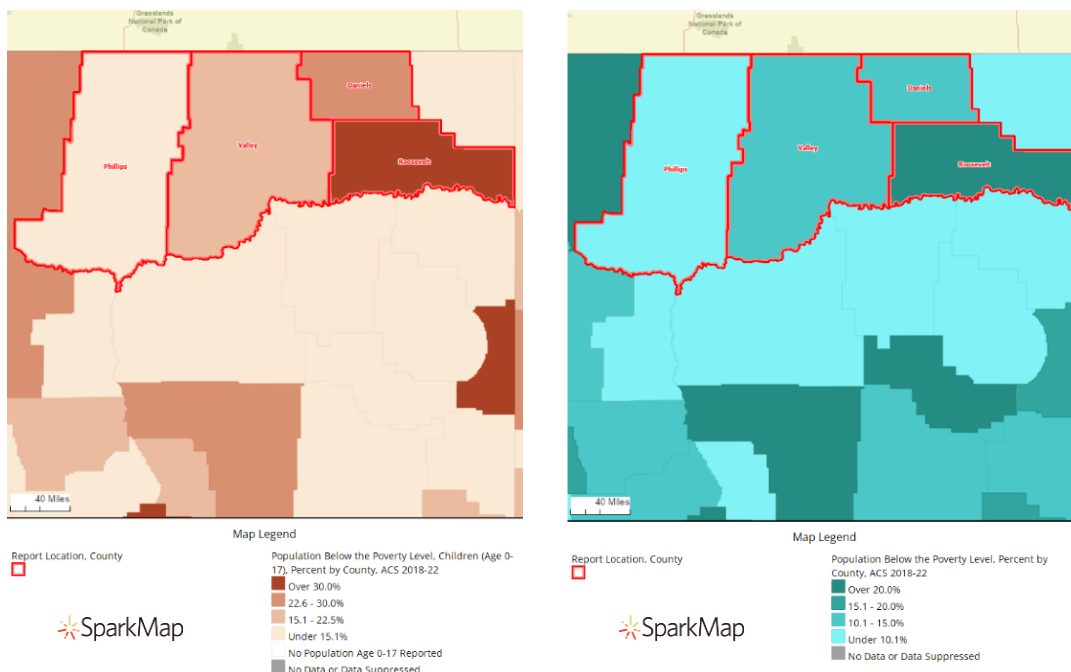 Grasslands
National Park of
Canada
Daniels
Valley
Phillips
Roosevelt
40 Miles
Map Legend
Report Location, County
Population Below the Poverty Level, Children (Age 0-
17), Percent by County, ACS 2018-22
Over 30.0%
22.6 - 30.0%
15.1 - 22.5%
Under 15.1%
No Population Age 0-17 Reported
No Data or Data Suppressed
SparkMap
Grasslands
National Park of
Canada
Daniels
Valley
Roosevelt
Phillips
40 Miles
Map Legend
Report Location, County
Population Below the Poverty Level, Percent by
County, ACS 2018-22
Over 20.0%
15.1 - 20.0%
10.1 - 15.0%
Under 10.1%
No Data or Data Suppressed
SparkMap